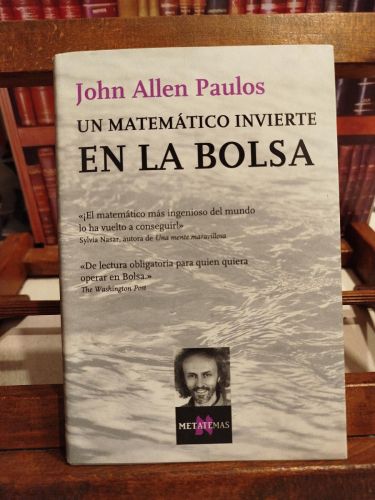 John Allen Paulos
UN MATEMÁTICO INVIERTE
EN LA BOLSA
«¡El matemático más ingenioso del mundo
lo ha vuelto a conseguir!»
Sylvia Nasar, autora de Una mente maravillosa
«De lectura obligatoria para quien quiera
operar en Bolsa.»
The Washington Post
METATEMAS